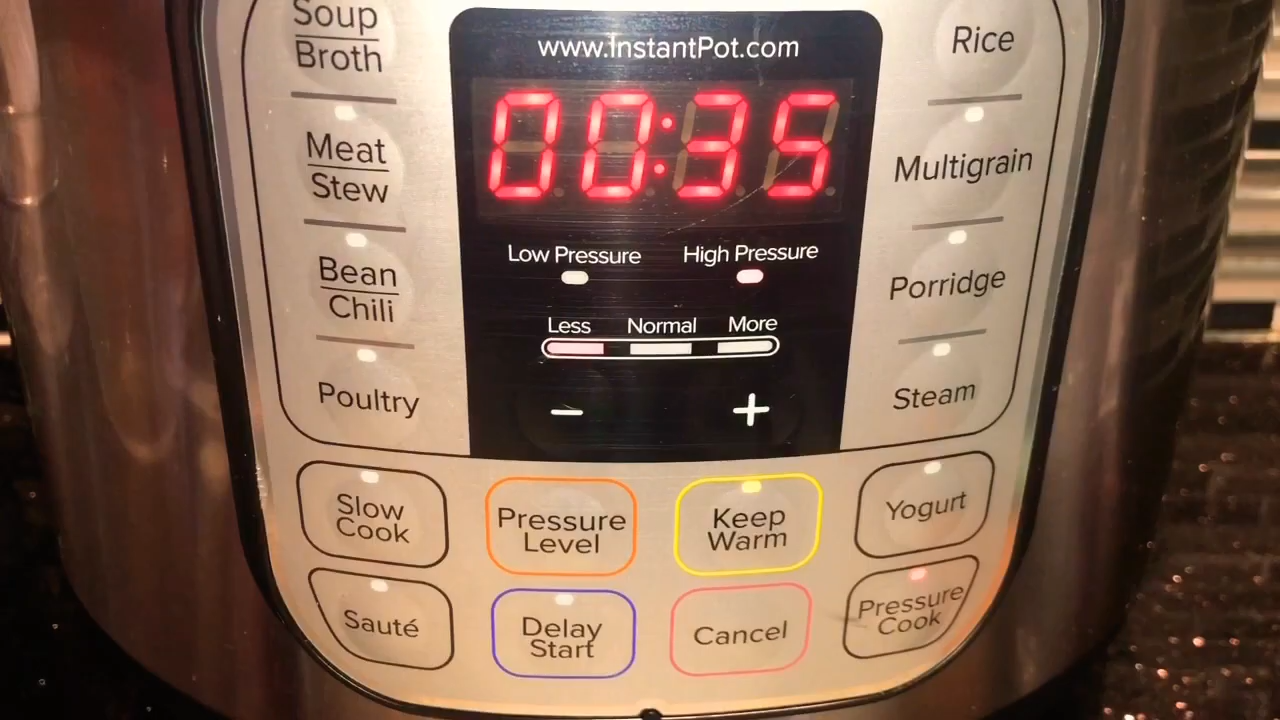 Soup
Broth
Meat
Stew
Bean
Chili
Poultry
www.InstantPot.com
00:35
Low Pressure High Pressure
Less Normal More
− +
Rice
Multigrain
Porridge
Steam
Slow
Cook
Pressure
Level
Keep
Warm
Yogurt
Sauté
Delay
Start
Cancel
Pressure
Cook